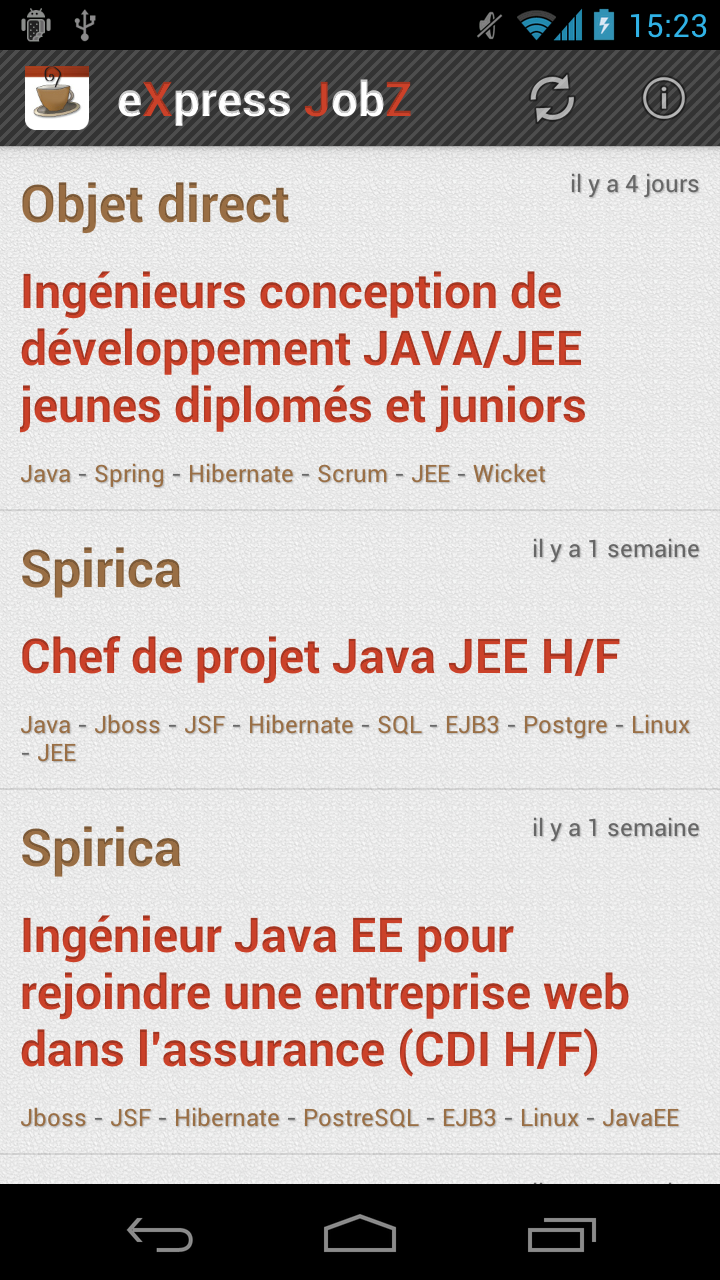 15:23
eXpress JobZ
Objet direct
il y a 4 jours
Ingénieurs conception de
développement JAVA/JEE
jeunes diplomés et juniors
Java - Spring - Hibernate - Scrum - JEE - Wicket
Spirica
il y a 1 semaine
Chef de projet Java JEE H/F
Java - Jboss - JSF - Hibernate - SQL - EJB3 - Postgre - Linux
- JEE
Spirica
il y a 1 semaine
Ingénieur Java EE pour
rejoindre une entreprise web
dans l'assurance (CDI H/F)
Jboss - JSF - Hibernate - PostreSQL - EJB3 - Linux - JavaEE